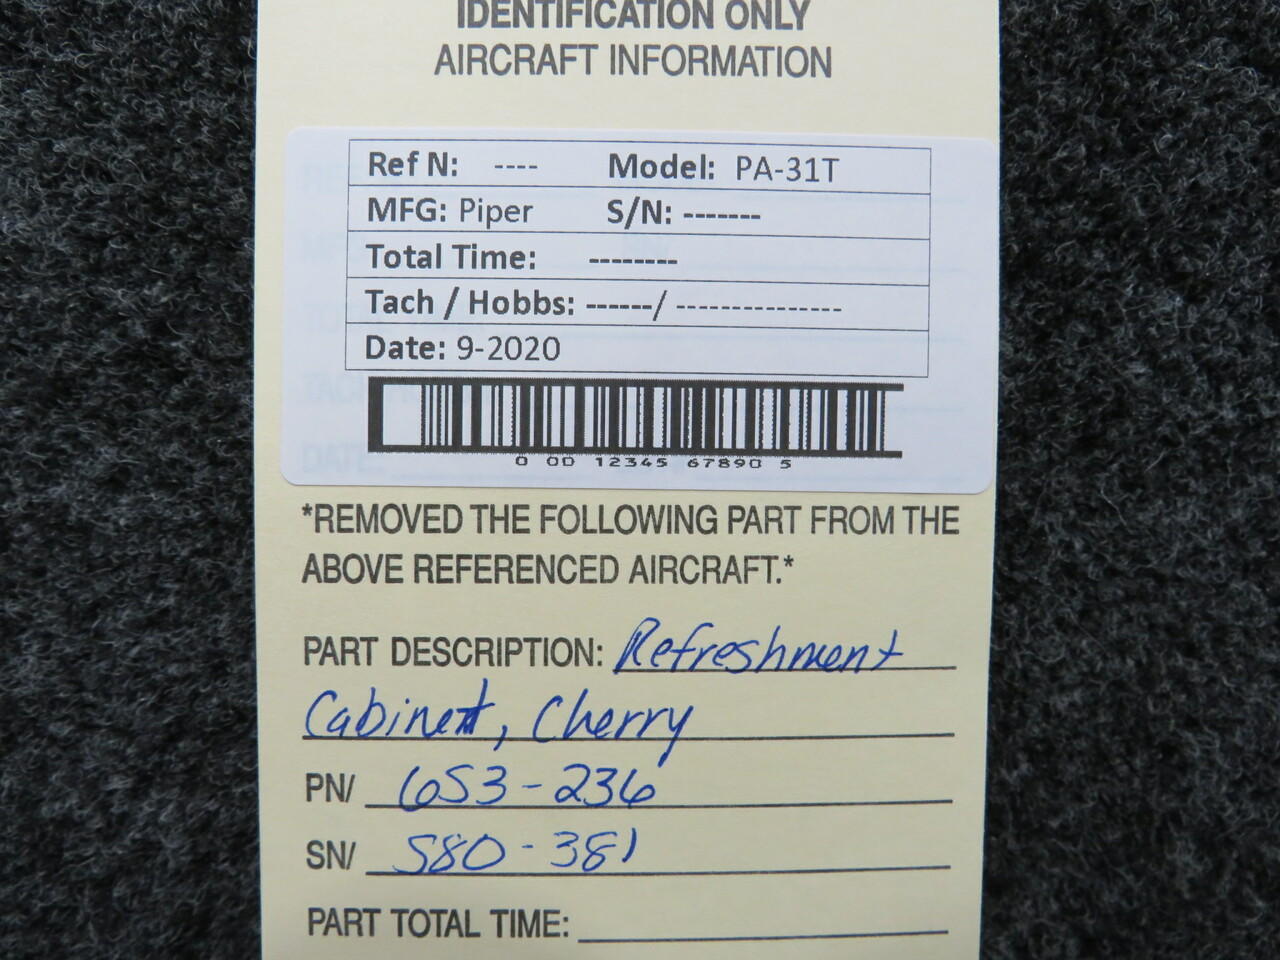 IDENTIFICATION ONLY
AIRCRAFT INFORMATION
Ref N: ---- Model: PA-31T
MFG: Piper S/N: -------
Total Time: --------
Tach / Hobbs: ------/ ---------------
Date: 9-2020
0 00 12345 67890 5
*REMOVED THE FOLLOWING PART FROM THE
ABOVE REFERENCED AIRCRAFT.*
PART DESCRIPTION: Refreshment
Cabinet, Cherry
PN/ 653-236
SN/ S80-381
PART TOTAL TIME: